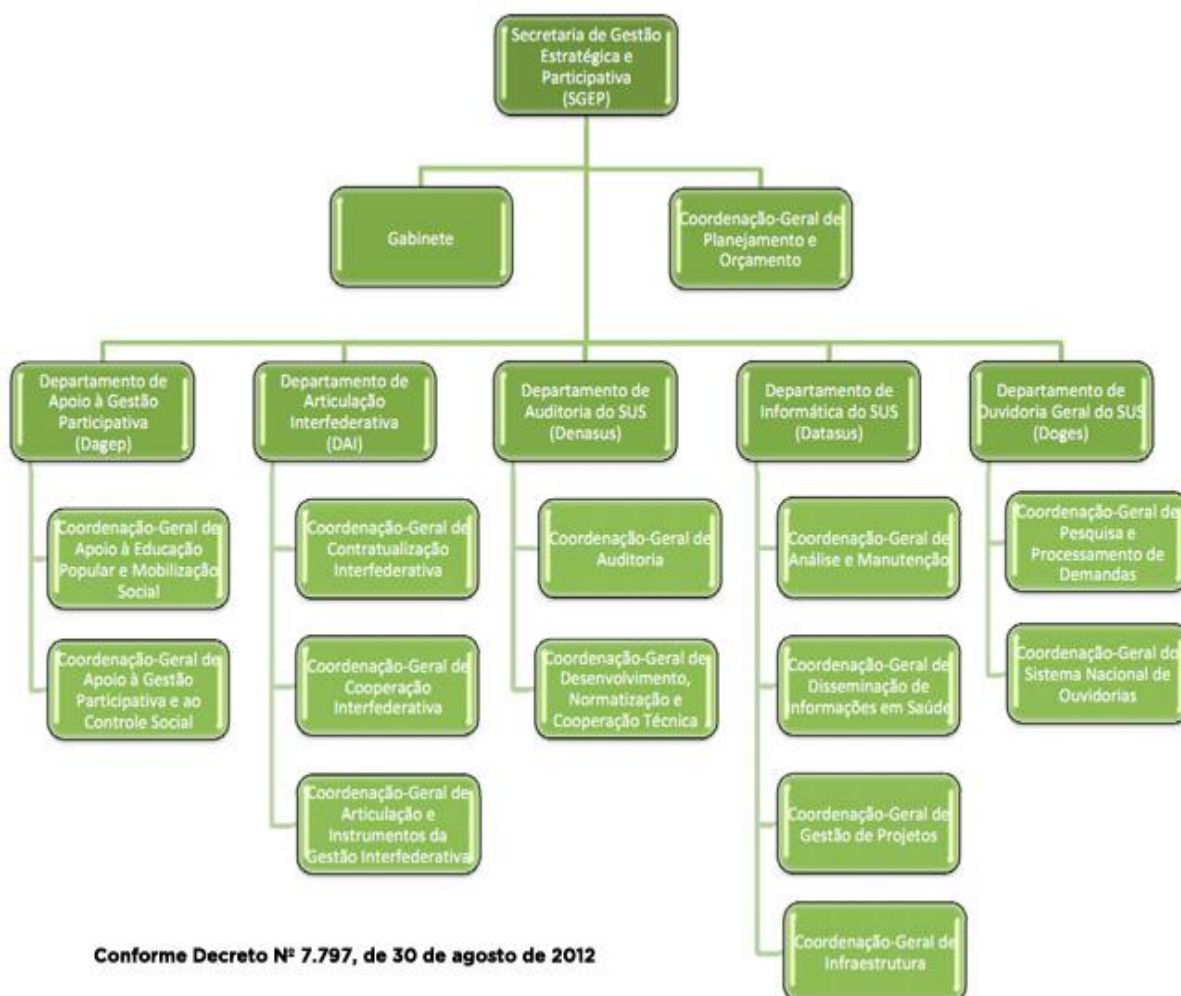 Secretaria de Gestão
Estratégica e
Participativa
(SGEP)
Gabinete
Coordenação-Geral de
Planejamento e
Orçamento
Departamento de
Apoio à Gestão
Participativa
(Dagep)
Departamento de
Articulação
Interfederativa
(DAI)
Departamento de
Auditoria do SUS
(Denasus)
Departamento de
Informática do SUS
(Datasus)
Departamento de
Ouvidoria Geral do SUS
(Doges)
Coordenação-Geral de
Apoio à Educação
Popular e Mobilização
Social
Coordenação-Geral de
Contratualização
Interfederativa
Coordenação-Geral de
Auditoria
Coordenação-Geral de
Análise e Manutenção
Coordenação-Geral de
Pesquisa e
Processamento de
Demandas
Coordenação-Geral de
Apoio à Gestão
Participativa e ao
Controle Social
Coordenação-Geral de
Cooperação
Interfederativa
Coordenação-Geral de
Desenvolvimento,
Normatização e
Cooperação Técnica
Coordenação-Geral de
Disseminação de
Informações em Saúde
Coordenação-Geral do
Sistema Nacional de
Ouvidorias
Coordenação-Geral de
Articulação e
Instrumentos da
Gestão Interfederativa
Coordenação-Geral de
Gestão de Projetos
Coordenação-Geral de
Infraestrutura
Conforme Decreto Nº 7.797, de 30 de agosto de 2012